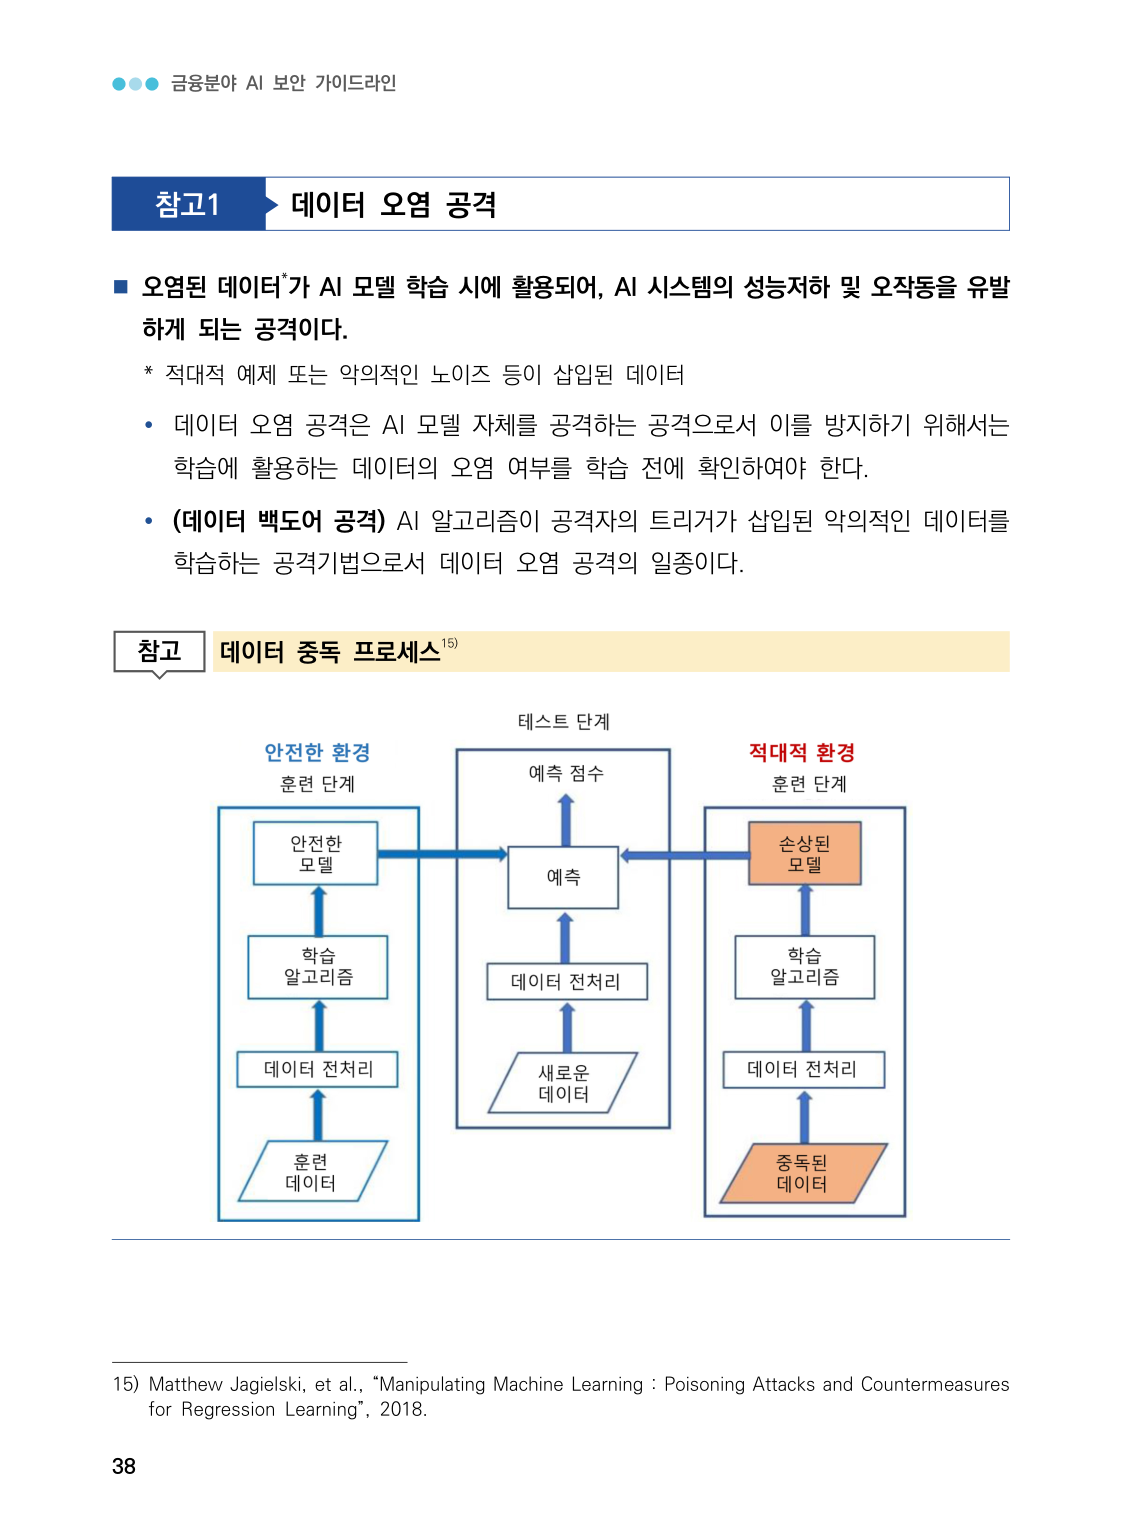 금융분야 AI 보안 가이드라인
참고1 데이터 오염 공격
■ 오염된 데이터*가 AI 모델 학습 시에 활용되어, AI 시스템의 성능저하 및 오작동을 유발
하게 되는 공격이다.
* 적대적 예제 또는 악의적인 노이즈 등이 삽입된 데이터
• 데이터 오염 공격은 AI 모델 자체를 공격하는 공격으로서 이를 방지하기 위해서는
학습에 활용하는 데이터의 오염 여부를 학습 전에 확인하여야 한다.
• (데이터 백도어 공격) AI 알고리즘이 공격자의 트리거가 삽입된 악의적인 데이터를
학습하는 공격기법으로서 데이터 오염 공격의 일종이다.
참고 데이터 중독 프로세스15)
안전한 환경
훈련 단계
안전한
모델
학습
알고리즘
데이터 전처리
훈련
데이터
테스트 단계
예측 점수
예측
데이터 전처리
새로운
데이터
적대적 환경
훈련 단계
손상된
모델
학습
알고리즘
데이터 전처리
중독된
데이터
15) Matthew Jagielski, et al., “Manipulating Machine Learning : Poisoning Attacks and Countermeasures
for Regression Learning”, 2018.
38